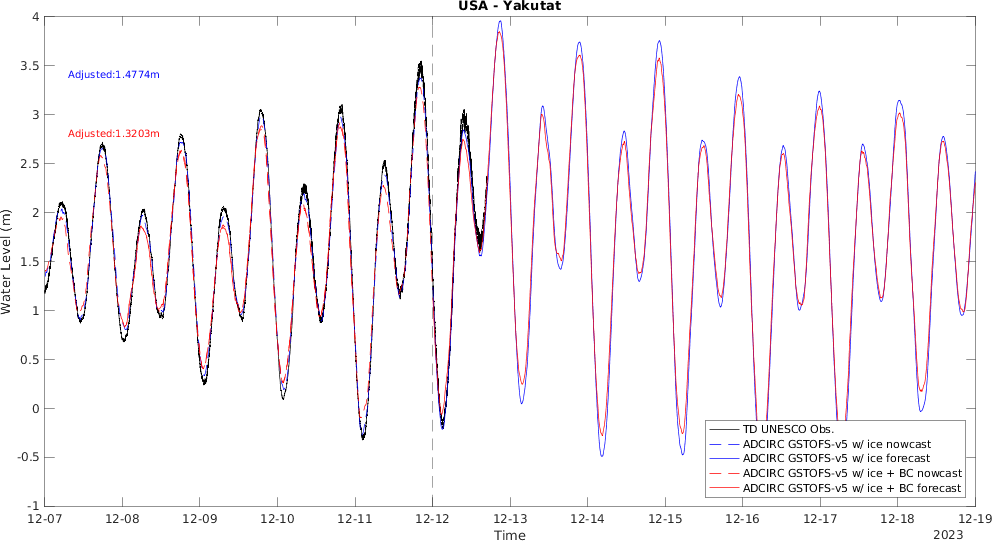 USA - Yakutat
4
3.5
3
2.5
2
1.5
1
0.5
0
-0.5
-1
Water Level (m)
Adjusted:1.4774m
Adjusted:1.3203m
TD UNESCO Obs.
ADCIRC GSTOFS-v5 w/ ice nowcast
ADCIRC GSTOFS-v5 w/ ice forecast
ADCIRC GSTOFS-v5 w/ ice + BC nowcast
ADCIRC GSTOFS-v5 w/ ice + BC forecast
12-07 12-08 12-09 12-10 12-11 12-12 12-13 12-14 12-15 12-16 12-17 12-18 12-19
Time
2023